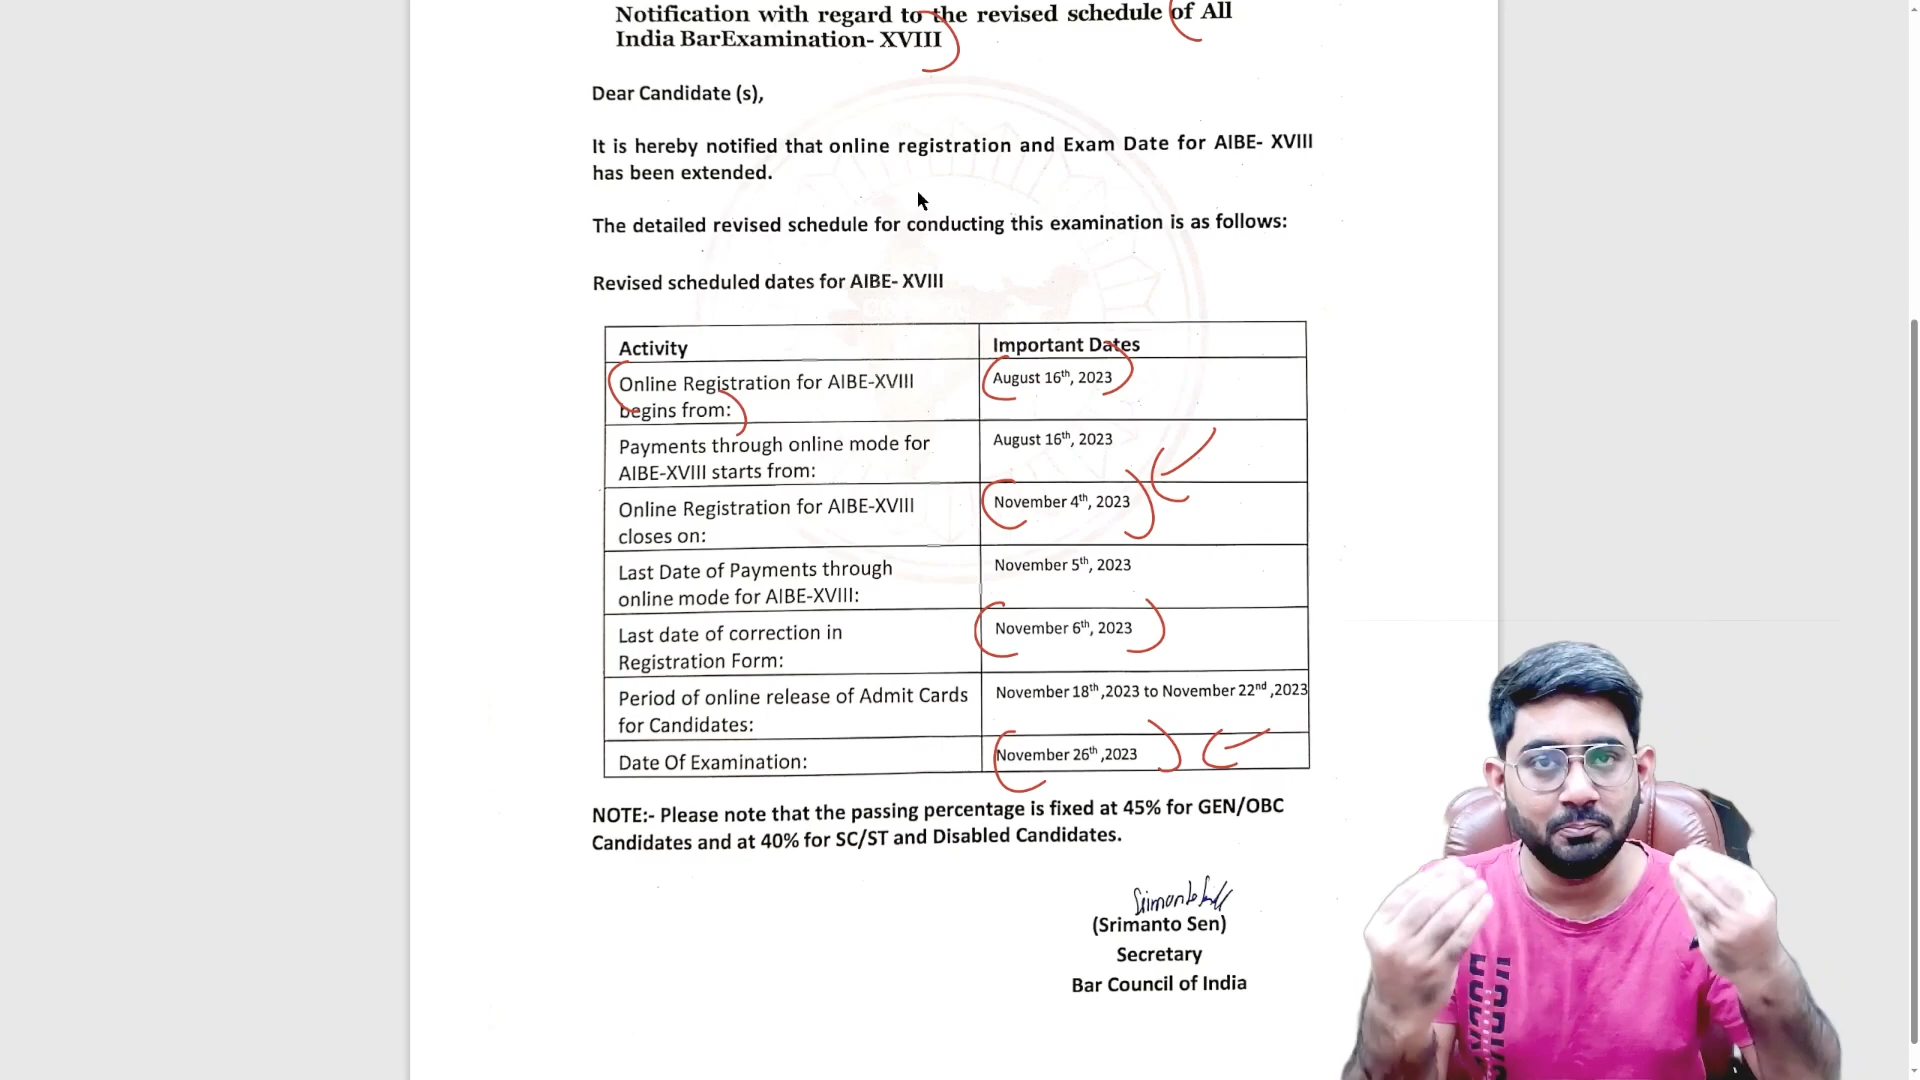 Notification with regard to the revised schedule of All
India BarExamination- XVIII
Dear Candidate (s),
It is hereby notified that online registration and Exam Date for AIBE- XVIII
has been extended.
The detailed revised schedule for conducting this examination is as follows:
Revised scheduled dates for AIBE- XVIII
Activity
Important Dates
Online Registration for AIBE-XVIII
begins from:
August 16th, 2023
Payments through online mode for
AIBE-XVIII starts from:
August 16th, 2023
Online Registration for AIBE-XVIII
closes on:
November 4th, 2023
Last Date of Payments through
online mode for AIBE-XVIII:
November 5th, 2023
Last date of correction in
Registration Form:
November 6th, 2023
Period of online release of Admit Cards
for Candidates:
November 18th,2023 to November 22nd,2023
Date Of Examination:
November 26th,2023
NOTE:- Please note that the passing percentage is fixed at 45% for GEN/OBC
Candidates and at 40% for SC/ST and Disabled Candidates.
(Srimanto Sen)
Secretary
Bar Council of India